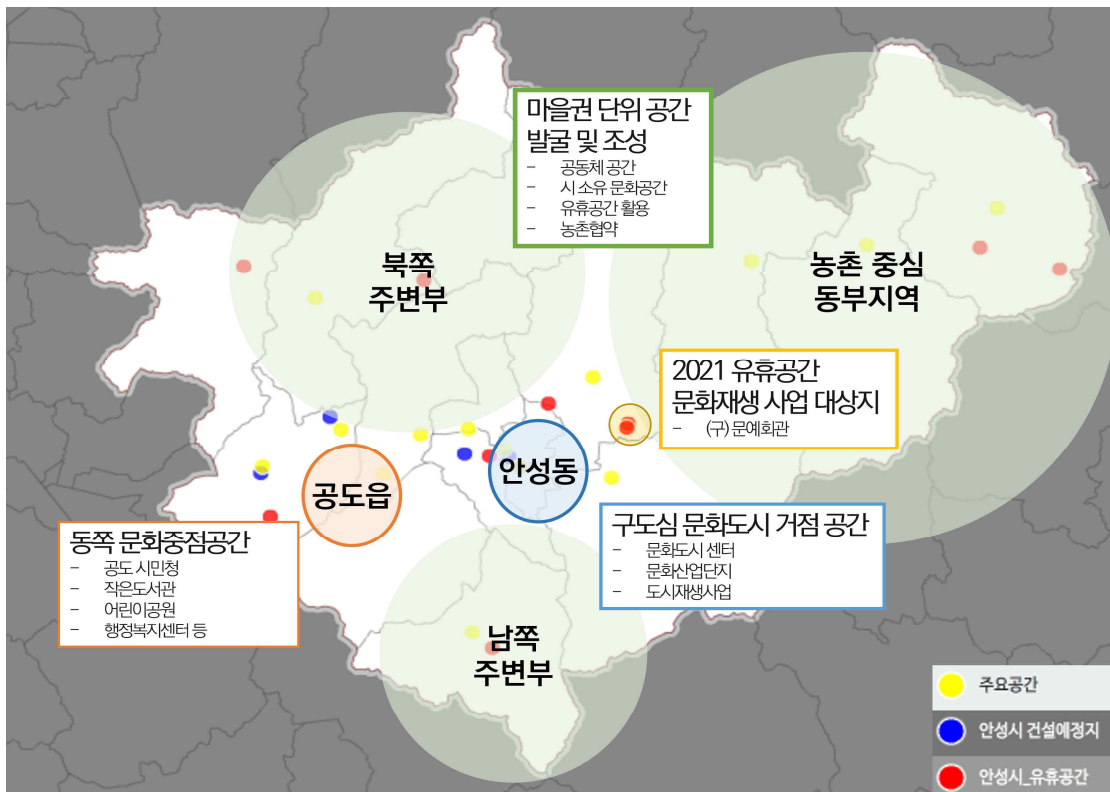 마을권 단위 공간
발굴 및 조성
- 공동체 공간
- 시 소유 문화공간
- 유휴공간 활용
- 농촌협약
북쪽
주변부
농촌 중심
동부지역
2021 유휴공간
문화재생 사업 대상지
- (구) 문예회관
안성동
공도읍
구도심 문화도시 거점 공간
- 문화도시 센터
- 문화산업단지
- 도시재생사업
동쪽 문화중점공간
- 공도 시민청
- 작은도서관
- 어린이공원
- 행정복지센터 등
남쪽
주변부
주요공간
안성시 건설예정지
안성시_유휴공간